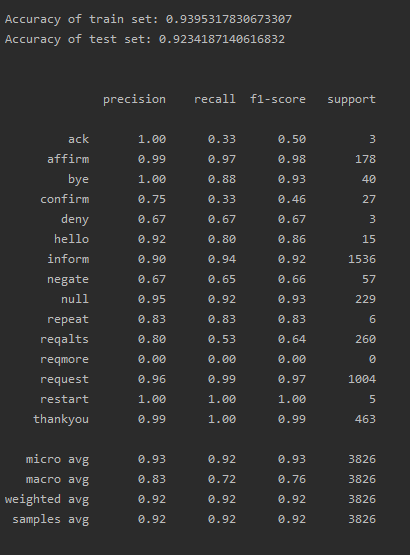 Accuracy of train set: 0.9395317830673307
Accuracy of test set: 0.9234187140616832
precision recall f1-score support
ack 1.00 0.33 0.50 3
affirm 0.99 0.97 0.98 178
bye 1.00 0.88 0.93 40
confirm 0.75 0.33 0.46 27
deny 0.67 0.67 0.67 3
hello 0.92 0.80 0.86 15
inform 0.90 0.94 0.92 1536
negate 0.67 0.65 0.66 57
null 0.95 0.92 0.93 229
repeat 0.83 0.83 0.83 6
reqalts 0.80 0.53 0.64 260
reqmore 0.00 0.00 0.00 0
request 0.96 0.99 0.97 1004
restart 1.00 1.00 1.00 5
thankyou 0.99 1.00 0.99 463
micro avg 0.93 0.92 0.93 3826
macro avg 0.83 0.72 0.76 3826
weighted avg 0.92 0.92 0.92 3826
samples avg 0.92 0.92 0.92 3826